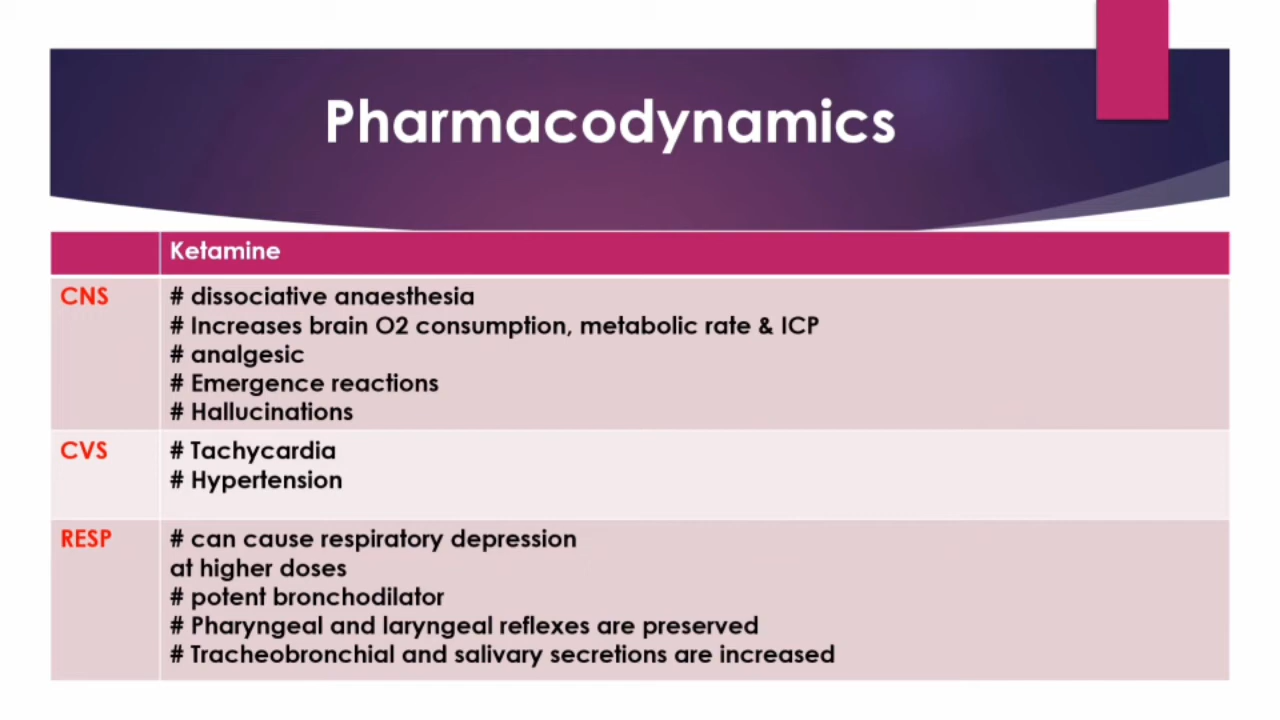 Pharmacodynamics
Ketamine
CNS
# dissociative anaesthesia
# Increases brain O2 consumption, metabolic rate & ICP
# analgesic
# Emergence reactions
# Hallucinations
CVS
# Tachycardia
# Hypertension
RESP
# can cause respiratory depression
at higher doses
# potent bronchodilator
# Pharyngeal and laryngeal reflexes are preserved
# Tracheobronchial and salivary secretions are increased